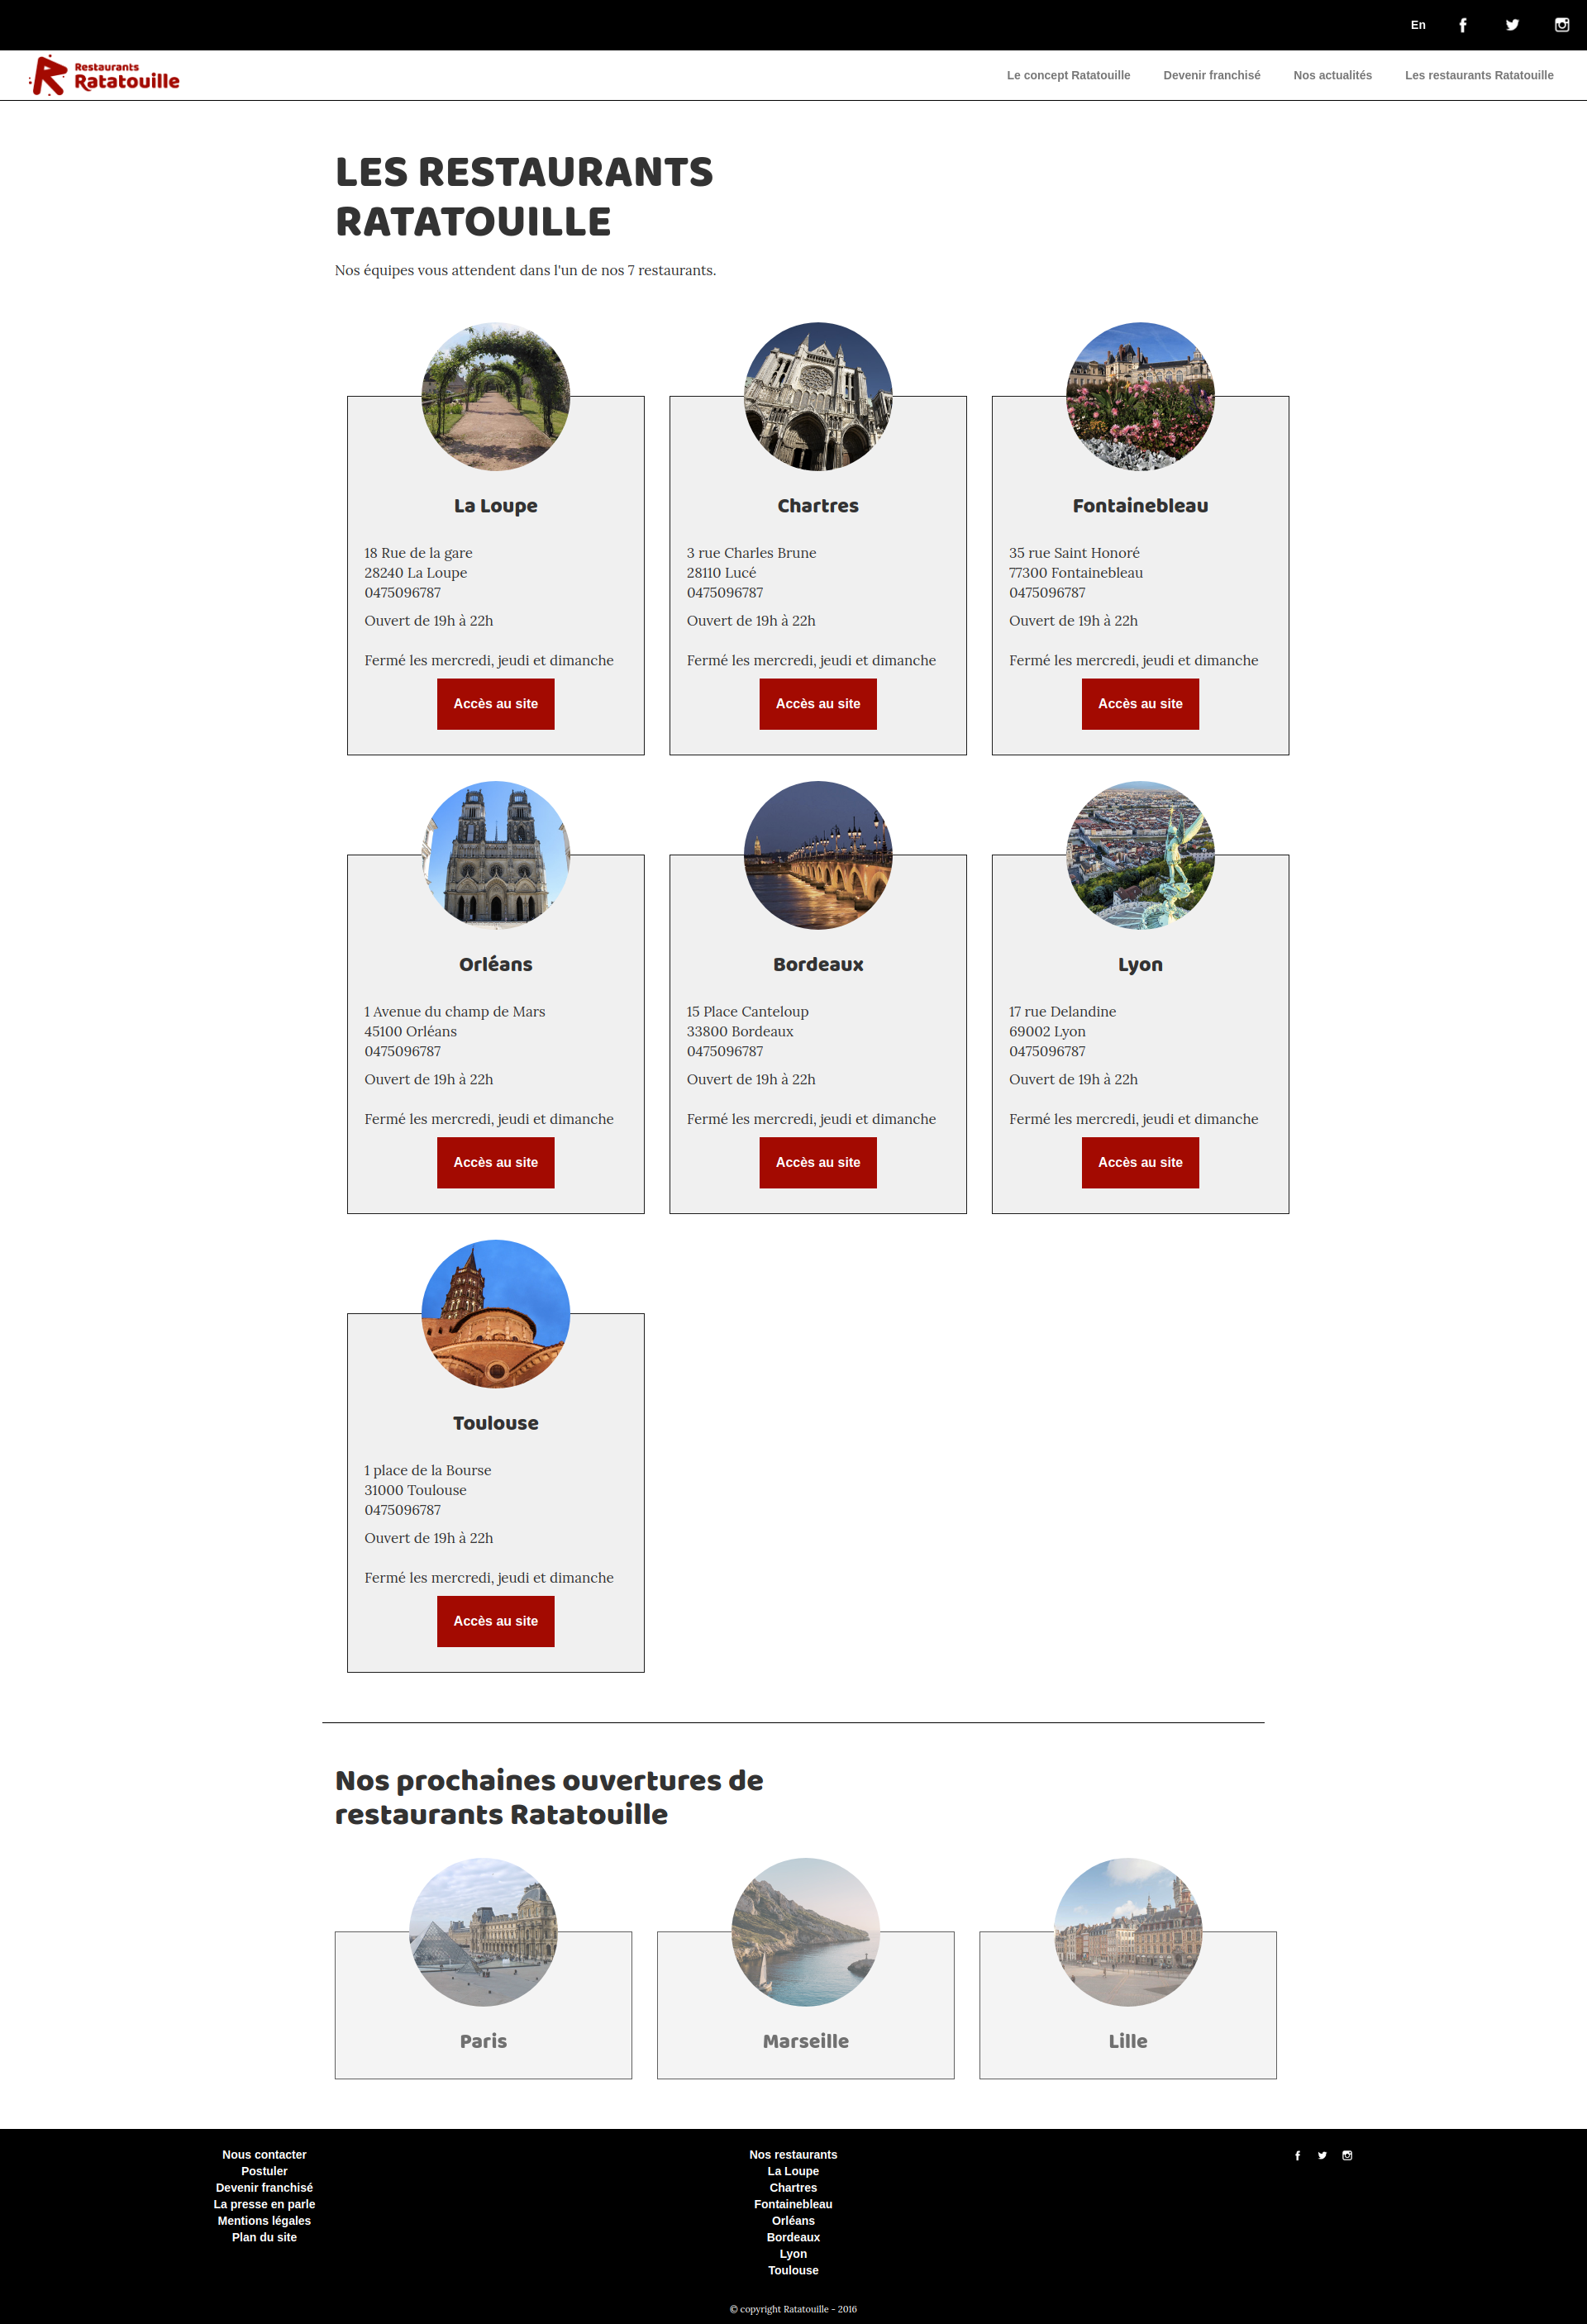 En
Restaurants
Ratatouille
Le concept Ratatouille Devenir franchisé Nos actualités Les restaurants Ratatouille
LES RESTAURANTS
RATATOUILLE
Nos équipes vous attendent dans l'un de nos 7 restaurants.
La Loupe
18 Rue de la gare
28240 La Loupe
0475096787
Ouvert de 19h à 22h
Fermé les mercredi, jeudi et dimanche
Accès au site
Chartres
3 rue Charles Brune
28110 Lucé
0475096787
Ouvert de 19h à 22h
Fermé les mercredi, jeudi et dimanche
Accès au site
Fontainebleau
35 rue Saint Honoré
77300 Fontainebleau
0475096787
Ouvert de 19h à 22h
Fermé les mercredi, jeudi et dimanche
Accès au site
Orléans
1 Avenue du champ de Mars
45100 Orléans
0475096787
Ouvert de 19h à 22h
Fermé les mercredi, jeudi et dimanche
Accès au site
Bordeaux
15 Place Canteloup
33800 Bordeaux
0475096787
Ouvert de 19h à 22h
Fermé les mercredi, jeudi et dimanche
Accès au site
Lyon
17 rue Delandine
69002 Lyon
0475096787
Ouvert de 19h à 22h
Fermé les mercredi, jeudi et dimanche
Accès au site
Toulouse
1 place de la Bourse
31000 Toulouse
0475096787
Ouvert de 19h à 22h
Fermé les mercredi, jeudi et dimanche
Accès au site
Nos prochaines ouvertures de
restaurants Ratatouille
Paris
Marseille
Lille
Nous contacter
Postuler
Devenir franchisé
La presse en parle
Mentions légales
Plan du site
Nos restaurants
La Loupe
Chartres
Fontainebleau
Orléans
Bordeaux
Lyon
Toulouse
© copyright Ratatouille - 2016